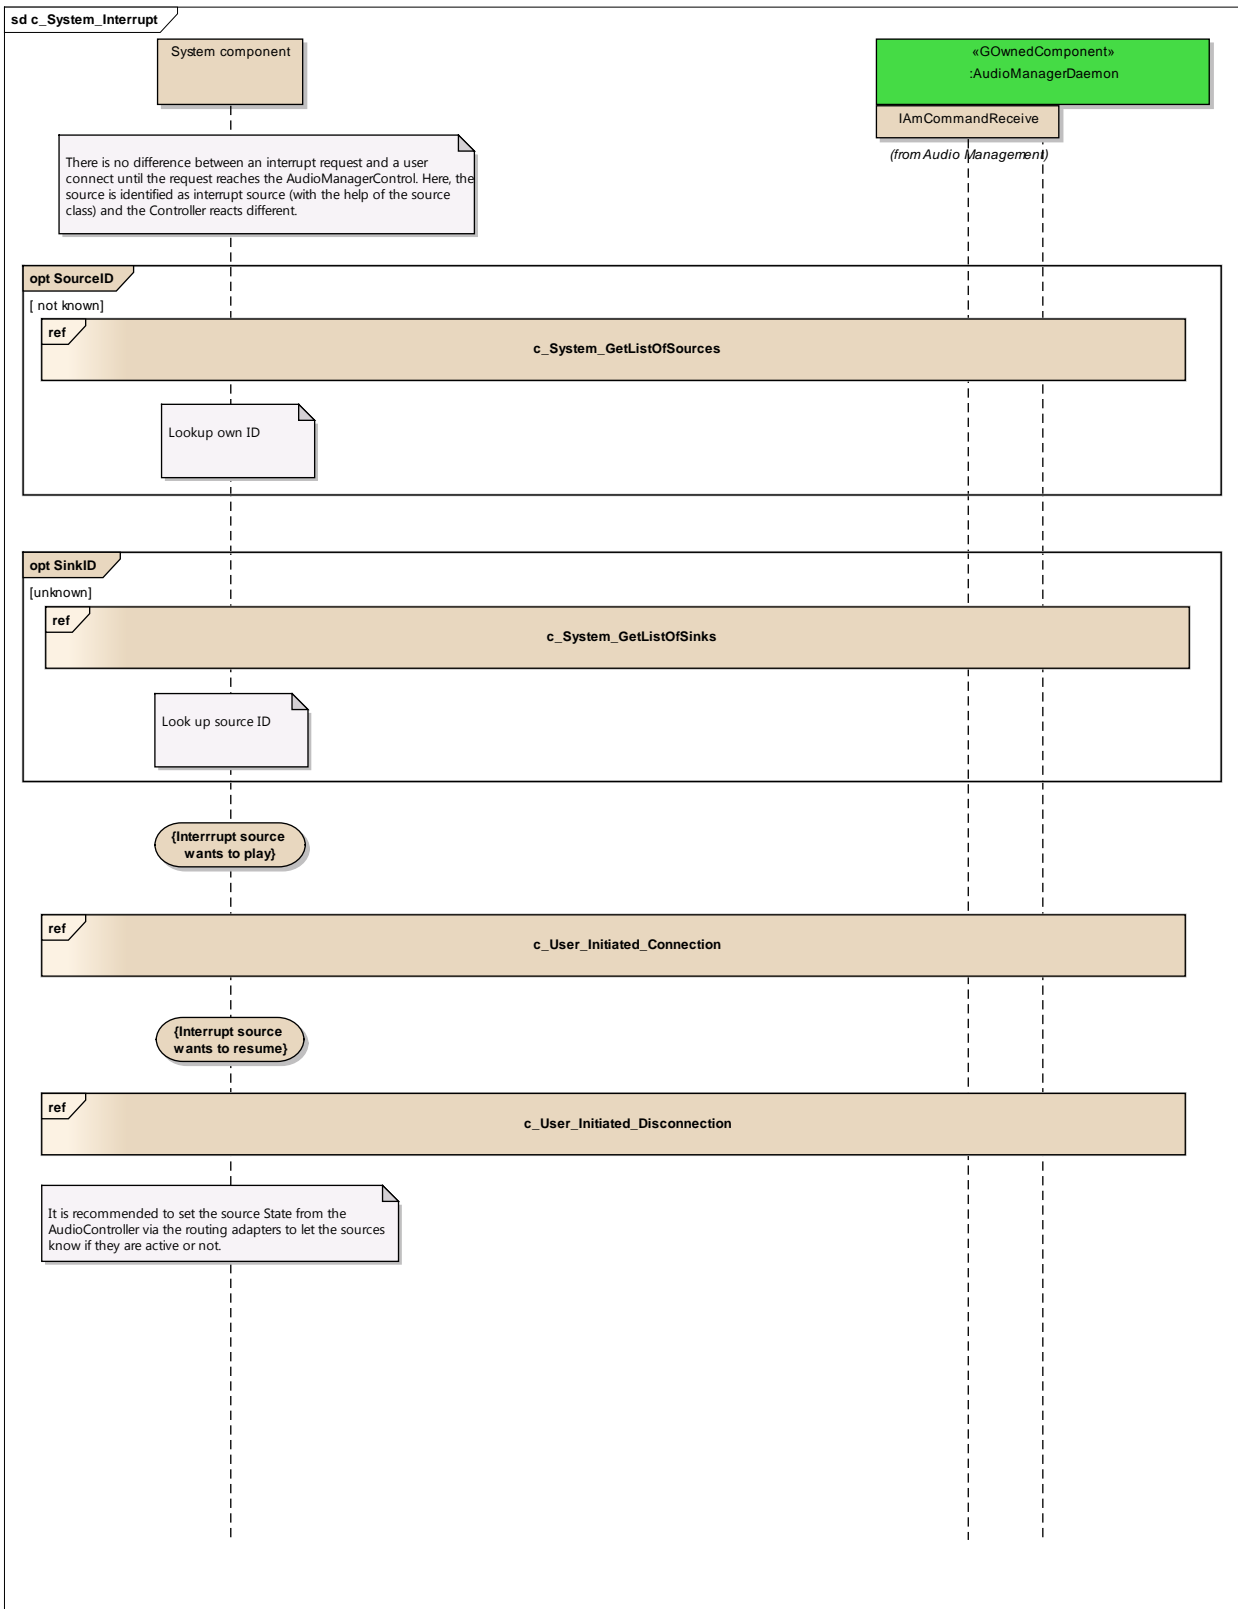 sd c_System_Interrupt
System component
«GOwnedComponent»
:AudioManagerDaemon
IAmCommandReceive
(from Audio Management)
There is no difference between an interrupt request and a user
connect until the request reaches the AudioManagerControl. Here, the
source is identified as interrupt source (with the help of the source
class) and the Controller reacts different.
opt SourceID
[ not known]
ref
c_System_GetListOfSources
Lookup own ID
opt SinkID
[unknown]
ref
c_System_GetListOfSinks
Look up source ID
{Interrrupt source
wants to play}
ref
c_User_Initiated_Connection
{Interrupt source
wants to resume}
ref
c_User_Initiated_Disconnection
It is recommended to set the source State from the
AudioController via the routing adapters to let the sources
know if they are active or not.